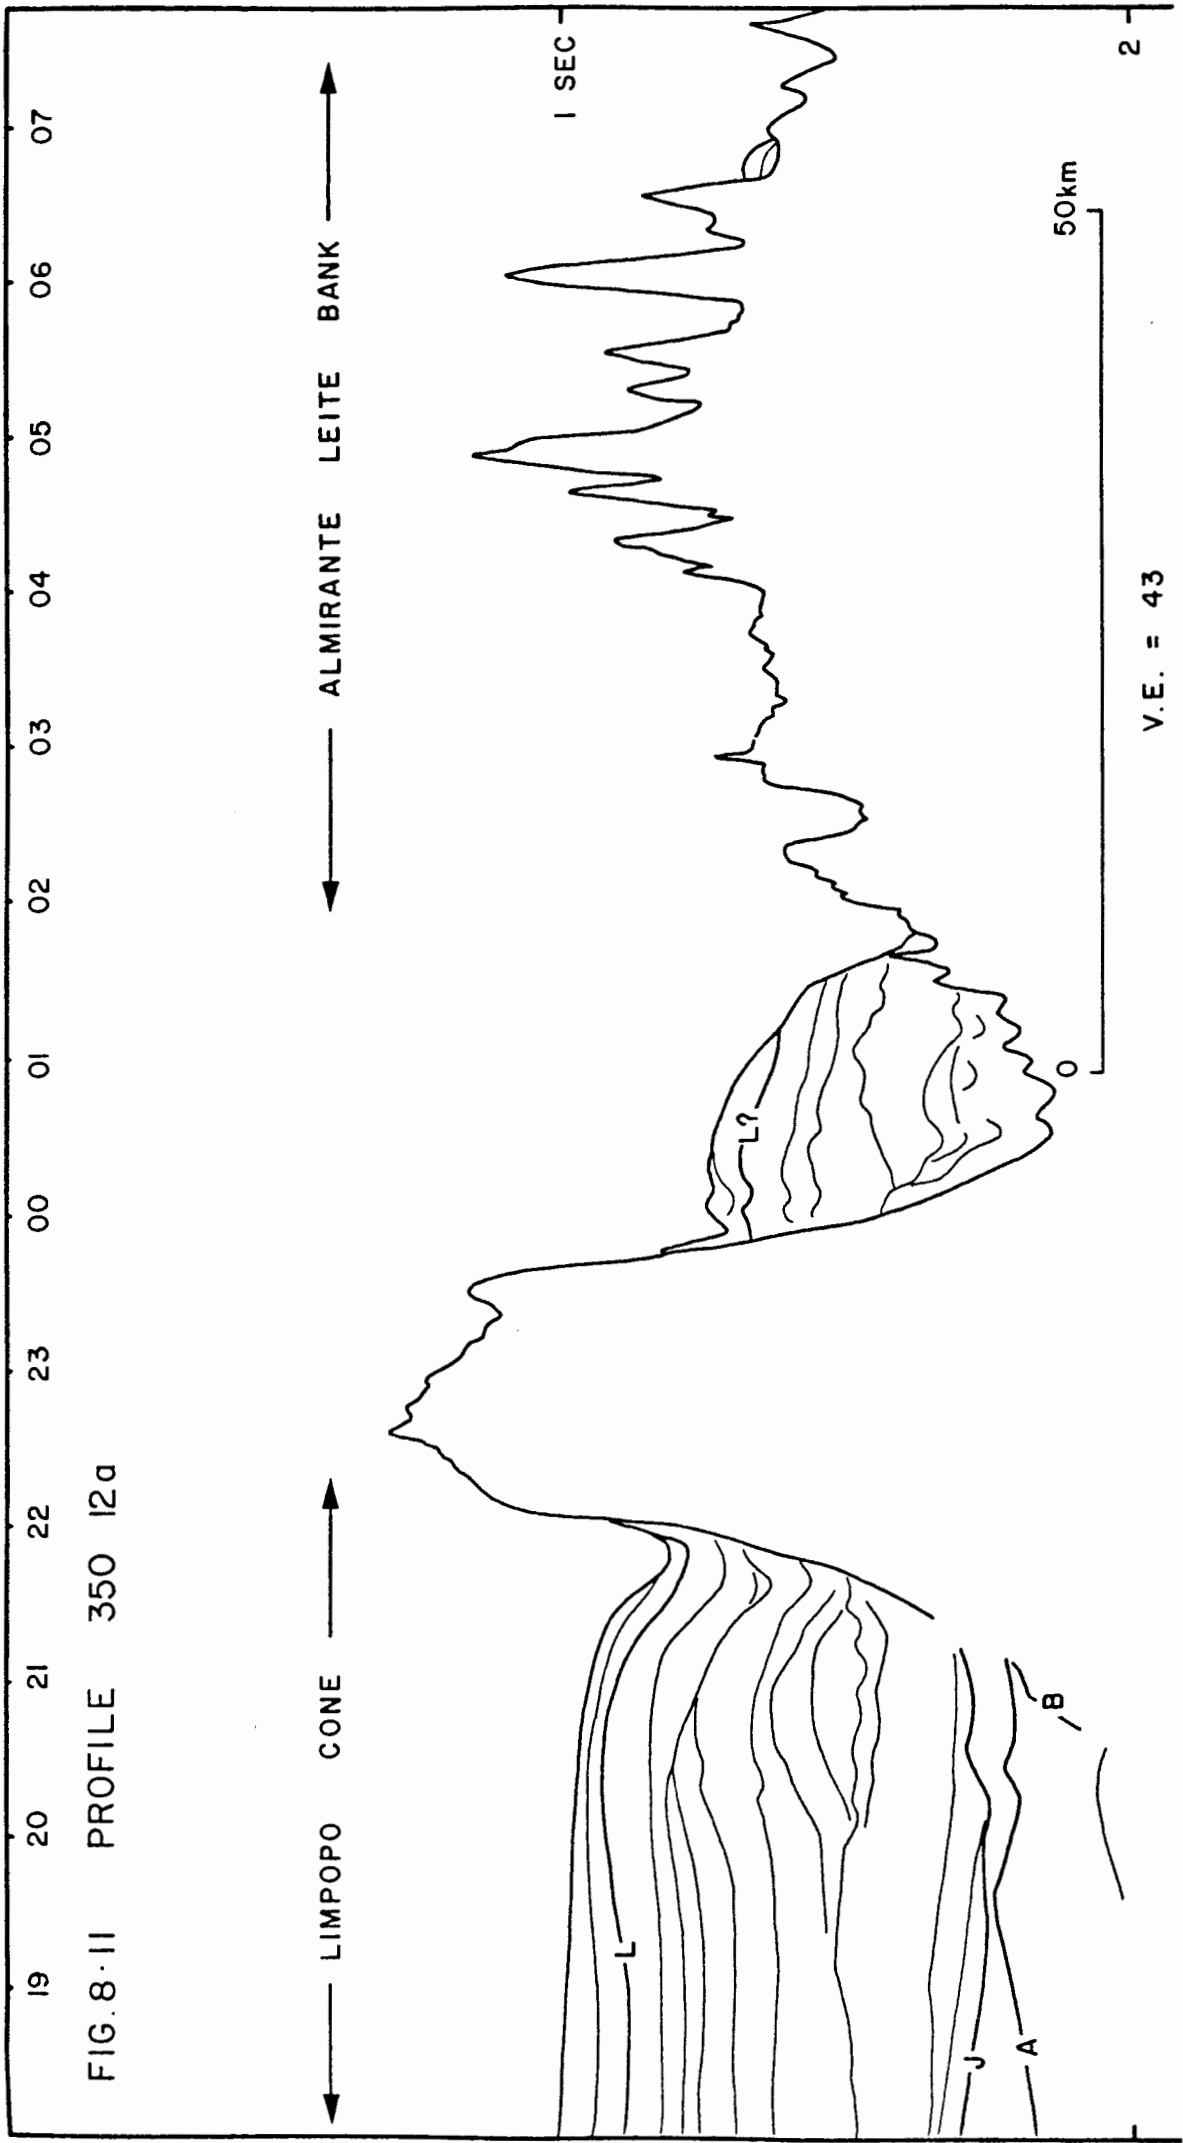 19 20 21 22 23 00 01 02 03 04 05 06 07
FIG.8·11 PROFILE 350 12a
LIMPOPO CONE
ALMIRANTE LEITE BANK
1 SEC
L
L?
J
A
B
0 50km
2
V.E. = 43